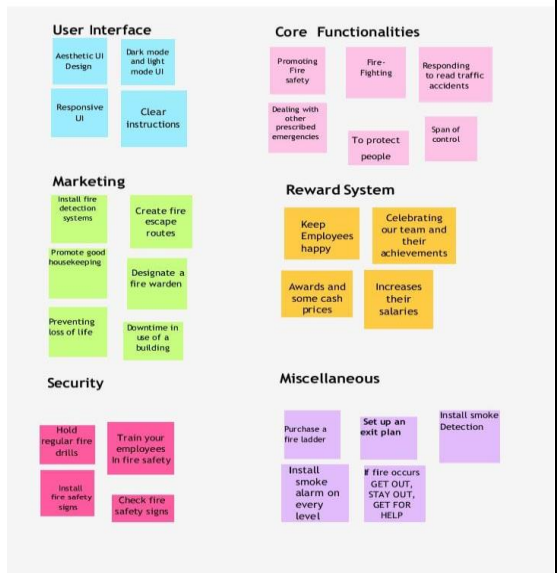 User Interface
Aesthetic UI
Design
Dark mode
and light
mode UI
Responsive
UI
Clear
instructions
Core Functionalities
Promoting
Fire
safety
Fire-
Fighting
Responding
to read traffic
accidents
Dealing with
other
prescribed
emergencies
To protect
people
Span of
control
Marketing
Install fire
detection
systems
Create fire
escape
routes
Promote good
housekeeping
Designate a
fire warden
Preventing
loss of life
Downtime in
use of a
building
Reward System
Keep
Employees
happy
Celebrating
our team and
their
achievements
Awards and
some cash
prices
Increases
their
salaries
Security
Hold
regular fire
drills
Train your
employees
In fire safety
Install
fire safety
signs
Check fire
safety signs
Miscellaneous
Purchase a
fire ladder
Set up an
exit plan
Install smoke
Detection
Install
smoke
alarm on
every
level
If fire occurs
GET OUT,
STAY OUT,
GET FOR
HELP